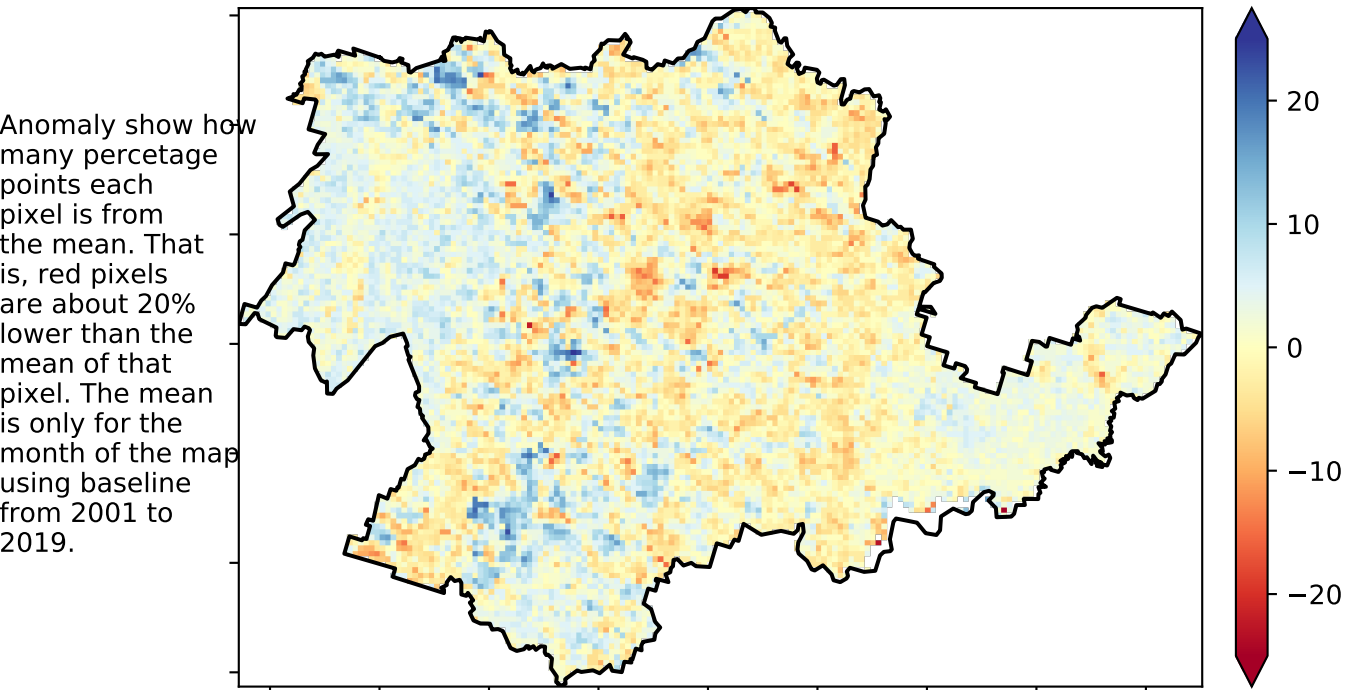 Anomaly show how
many percetage
points each
pixel is from
the mean. That
is, red pixels
are about 20%
lower than the
mean of that
pixel. The mean
is only for the
month of the map
using baseline
from 2001 to
2019.
20
10
0
−10
−20